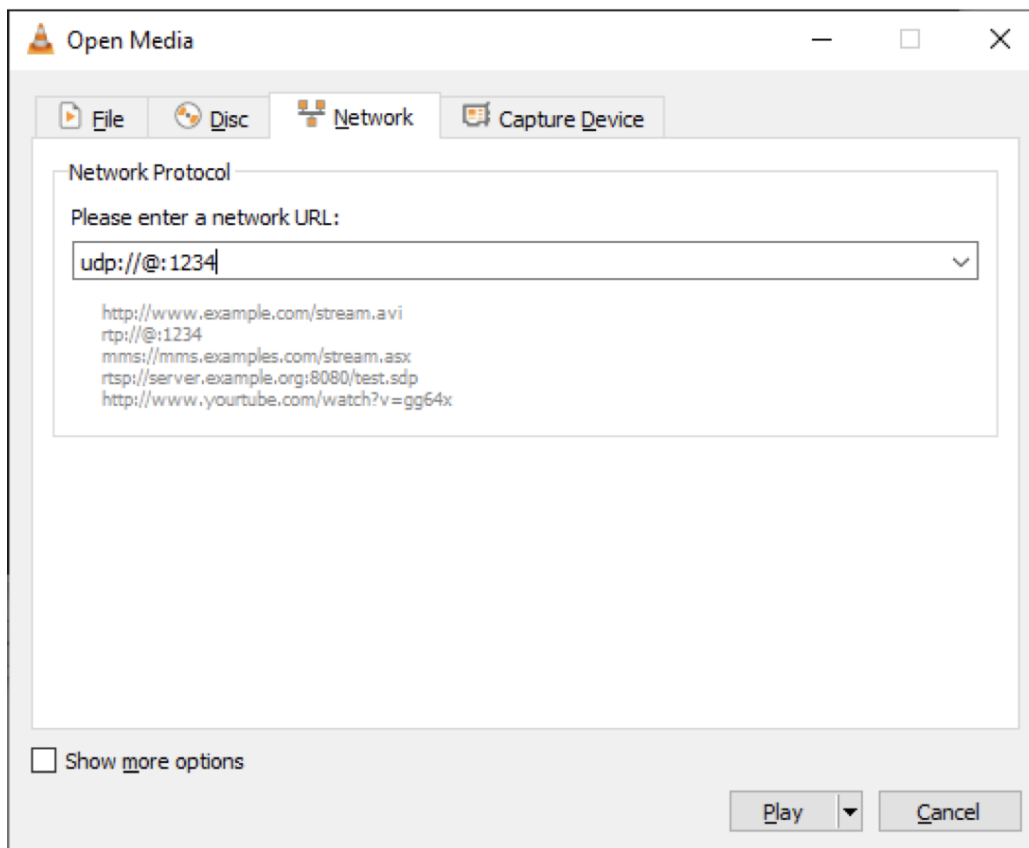 Open Media
File Disc Network Capture Device
Network Protocol
Please enter a network URL:
udp://@:1234
http://www.example.com/stream.avi
rtp://@:1234
mms://mms.examples.com/stream.asx
rtsp://server.example.org:8080/test.sdp
http://www.yourtube.com/watch?v=gg64x
Show more options
Play Cancel